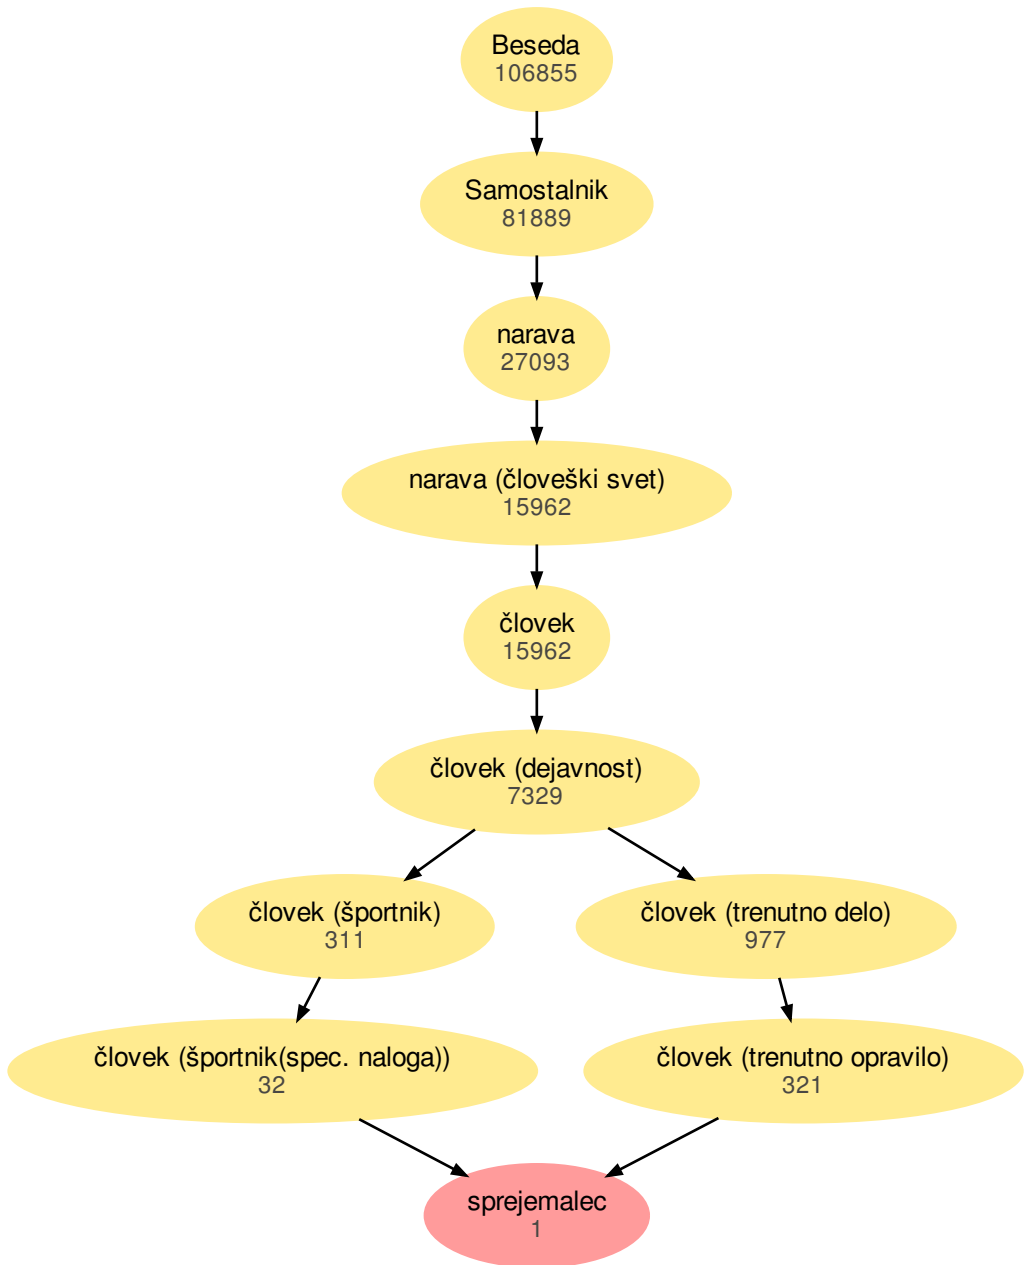 Beseda
106855
Samostalnik
81889
narava
27093
narava (človeški svet)
15962
človek
15962
človek (dejavnost)
7329
človek (športnik)
311
človek (trenutno delo)
977
človek (športnik(spec. naloga))
32
človek (trenutno opravilo)
321
sprejemalec
1